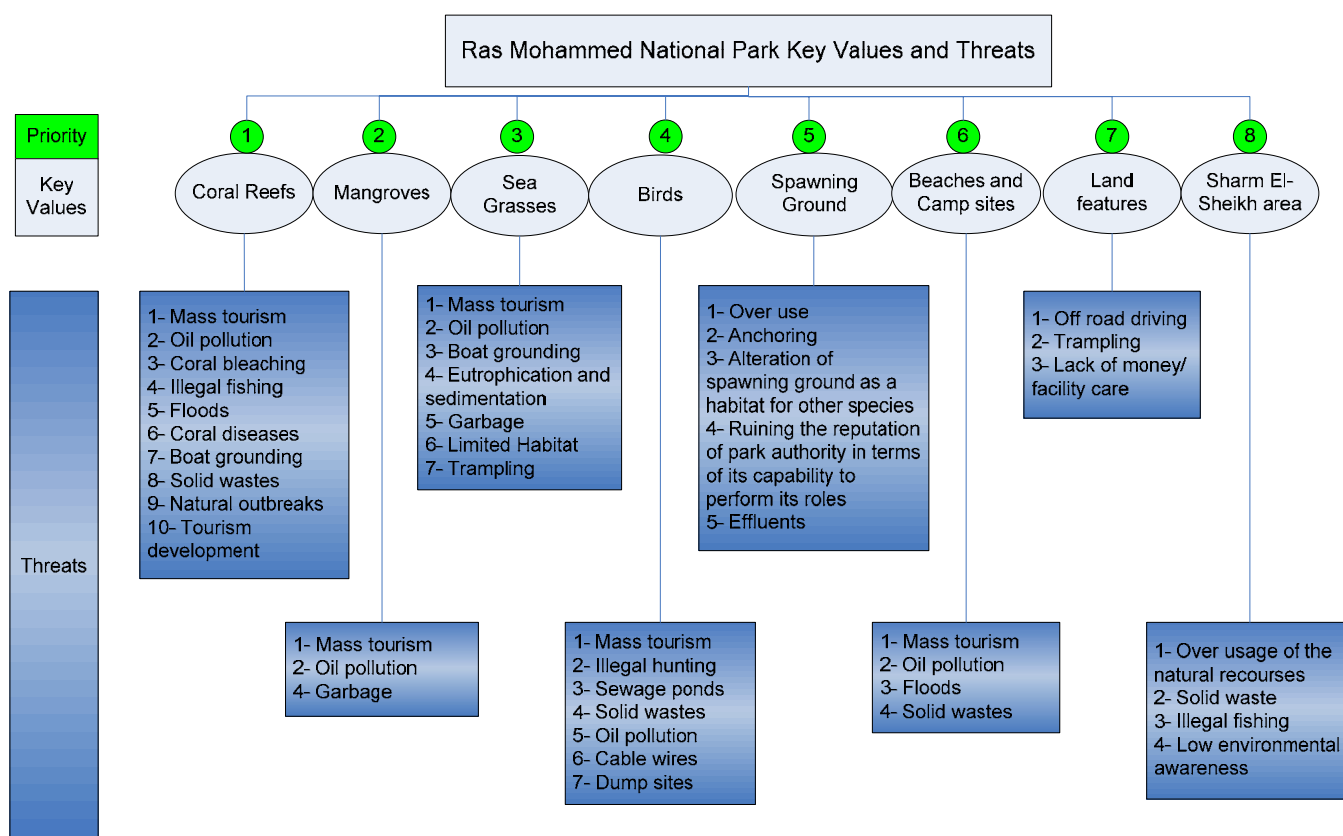 Ras Mohammed National Park Key Values and Threats
Priority
1
2
3
4
5
6
7
8
Key
Values
Coral Reefs
Mangroves
Sea
Grasses
Birds
Spawning
Ground
Beaches and
Camp sites
Land
features
Sharm El-
Sheikh area
Threats
1- Mass tourism
2- Oil pollution
3- Coral bleaching
4- Illegal fishing
5- Floods
6- Coral diseases
7- Boat grounding
8- Solid wastes
9- Natural outbreaks
10- Tourism
development
1- Mass tourism
2- Oil pollution
4- Garbage
1- Mass tourism
2- Oil pollution
3- Boat grounding
4- Eutrophication and
sedimentation
5- Garbage
6- Limited Habitat
7- Trampling
1- Mass tourism
2- Illegal hunting
3- Sewage ponds
4- Solid wastes
5- Oil pollution
6- Cable wires
7- Dump sites
1- Over use
2- Anchoring
3- Alteration of
spawning ground as a
habitat for other species
4- Ruining the reputation
of park authority in terms
of its capability to
perform its roles
5- Effluents
1- Mass tourism
2- Oil pollution
3- Floods
4- Solid wastes
1- Off road driving
2- Trampling
3- Lack of money/
facility care
1- Over usage of the
natural recourses
2- Solid waste
3- Illegal fishing
4- Low environmental
awareness